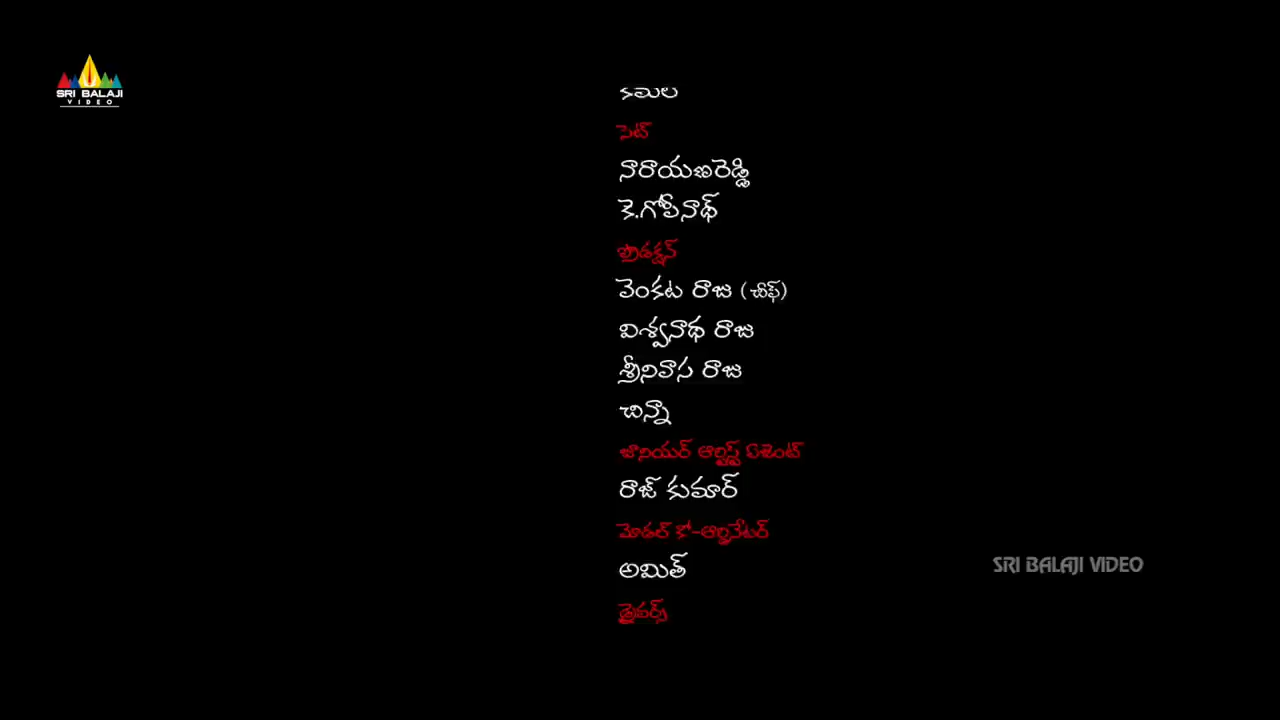 SRI BALAJI
VIDEO
కమల
సెట్
నారాయణరెడ్డి
కె.గోపీనాథ్
ప్రొడక్షన్
వెంకట రాజు (చీఫ్)
విశ్వనాథ రాజు
శ్రీనివాస రాజు
చిన్నా
జూనియర్ ఆర్టిస్ట్ ఏజెంట్
రాజ్ కుమార్
మోడల్ కో-ఆర్డినేటర్
అమిత్
SRI BALAJI VIDEO
డ్రైవర్స్